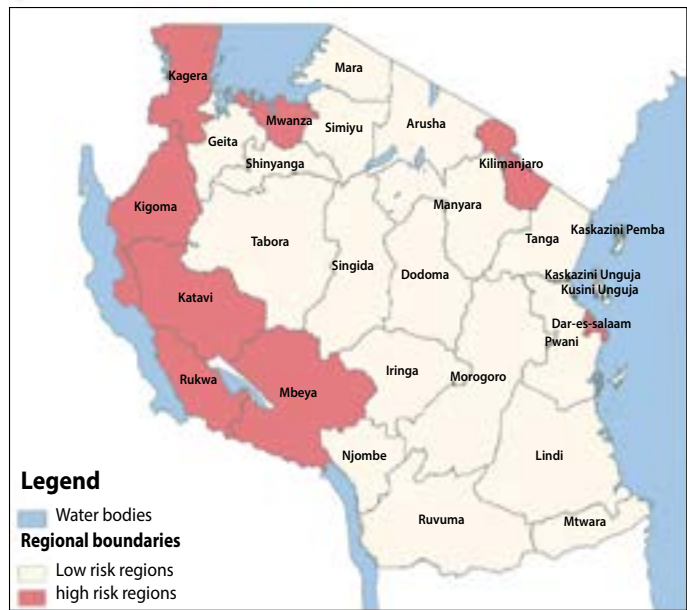 Kagera
Mara
Mwanza
Simiyu
Arusha
Geita
Shinyanga
Kilimanjaro
Kigoma
Manyara
Tabora
Tanga
Kaskazini Pemba
Singida
Dodoma
Kaskazini Unguja
Kusini Unguja
Katavi
Dar-es-salaam
Pwani
Rukwa
Mbeya
Iringa
Morogoro
Njombe
Lindi
Ruvuma
Mtwara
Legend
Water bodies
Regional boundaries
Low risk regions
high risk regions